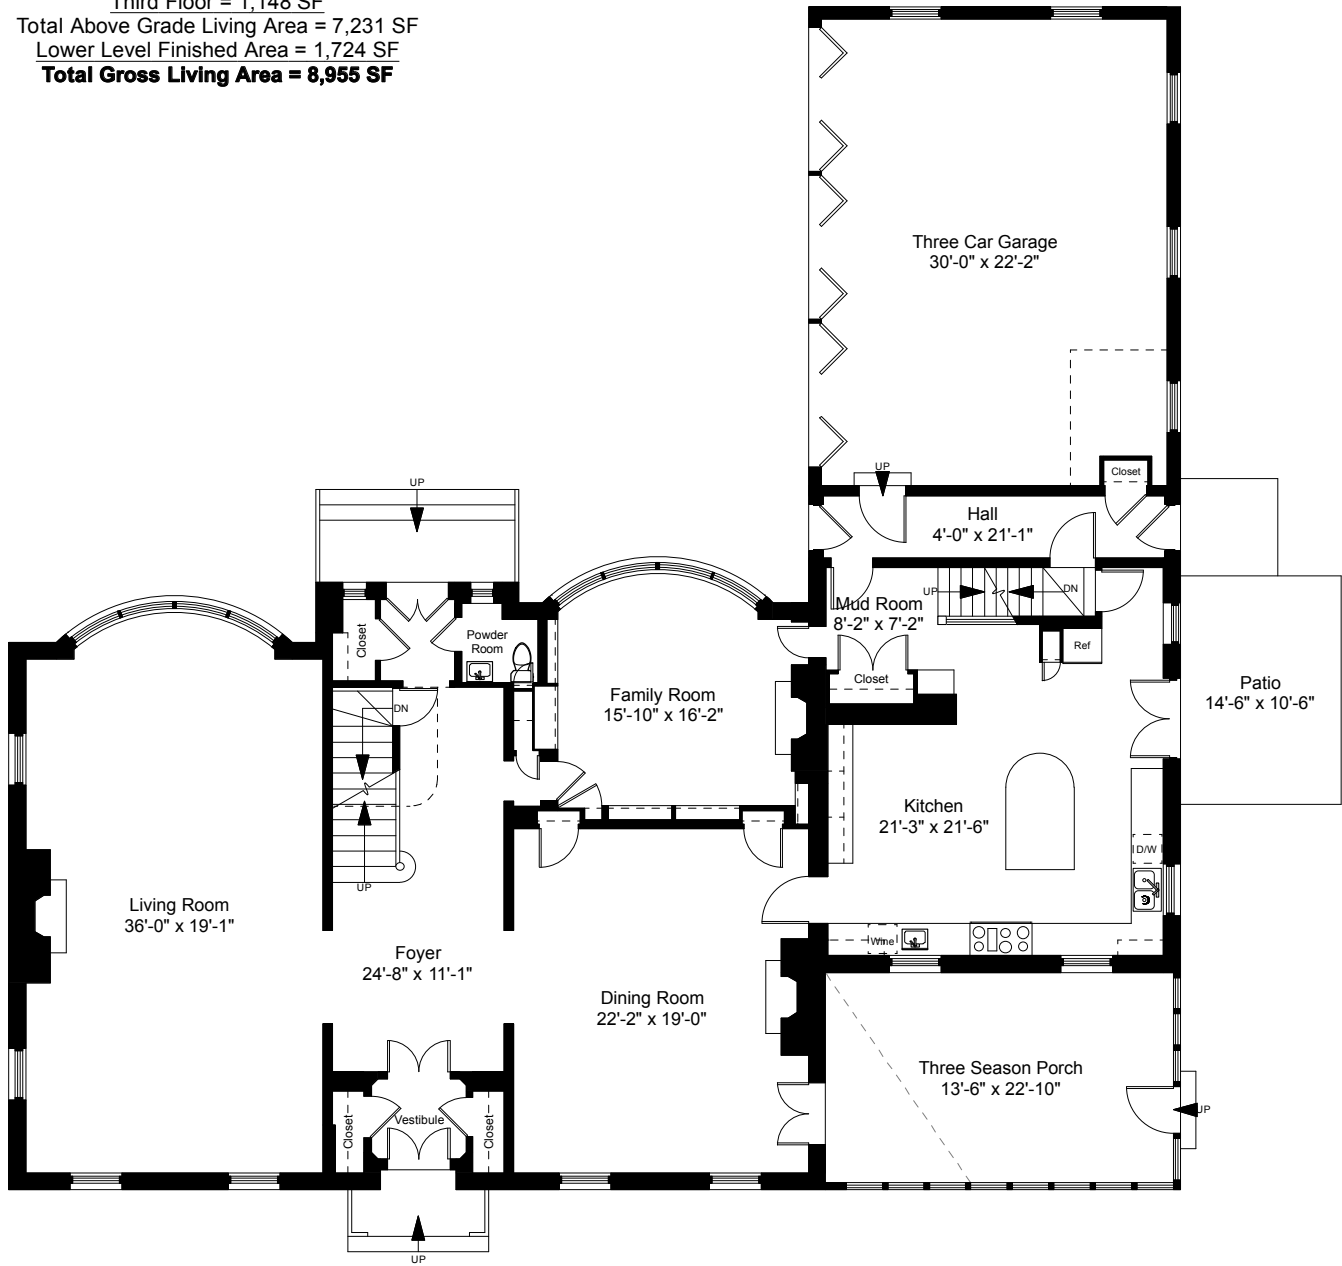 Third Floor = 1,148 SF
Total Above Grade Living Area = 7,231 SF
Lower Level Finished Area = 1,724 SF
Total Gross Living Area = 8,955 SF
Three Car Garage
30'-0" x 22'-2"
UP
Closet
Hall
4'-0" x 21'-1"
UP
UP
DN
Mud Room
8'-2" x 7'-2"
Closet
Powder
Room
Ref
Closet
Family Room
15'-10" x 16'-2"
Patio
14'-6" x 10'-6"
DN
Kitchen
21'-3" x 21'-6"
D/W
UP
Living Room
36'-0" x 19'-1"
Wine
Foyer
24'-8" x 11'-1"
Dining Room
22'-2" x 19'-0"
Three Season Porch
13'-6" x 22'-10"
UP
Closet
Vestibule
Closet
UP